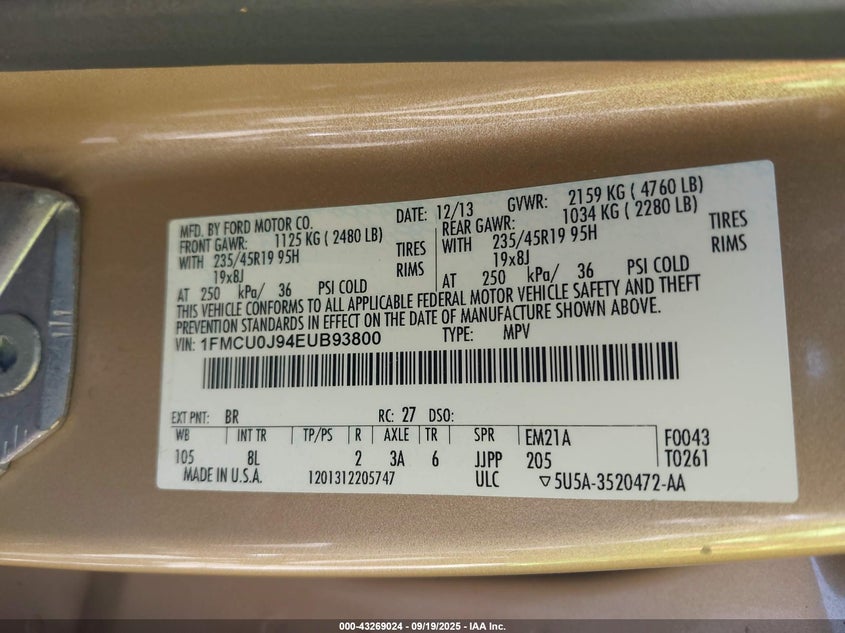 MFD. BY FORD MOTOR CO. DATE: 12/13 GVWR: 2159 KG ( 4760 LB)
FRONT GAWR: 1125 KG ( 2480 LB) REAR GAWR: 1034 KG ( 2280 LB)
WITH 235/45R19 95H TIRES WITH 235/45R19 95H TIRES
19x8J RIMS 19x8J RIMS
AT 250 kPa/ 36 PSI COLD AT 250 kPa/ 36 PSI COLD
THIS VEHICLE CONFORMS TO ALL APPLICABLE FEDERAL MOTOR VEHICLE SAFETY AND THEFT
PREVENTION STANDARDS IN EFFECT ON THE DATE OF MANUFACTURE SHOWN ABOVE.
VIN: 1FMCU0J94EUB93800 TYPE: MPV
EXT PNT: BR RC: 27 DSO:
WB INT TR TP/PS R AXLE TR SPR EM21A F0043
105 8L 2 3A 6 JJPP 205 T0261
MADE IN U.S.A. 1201312205747 ULC ▽5U5A-3520472-AA
000-43269024 - 09/19/2025 - IAA Inc.